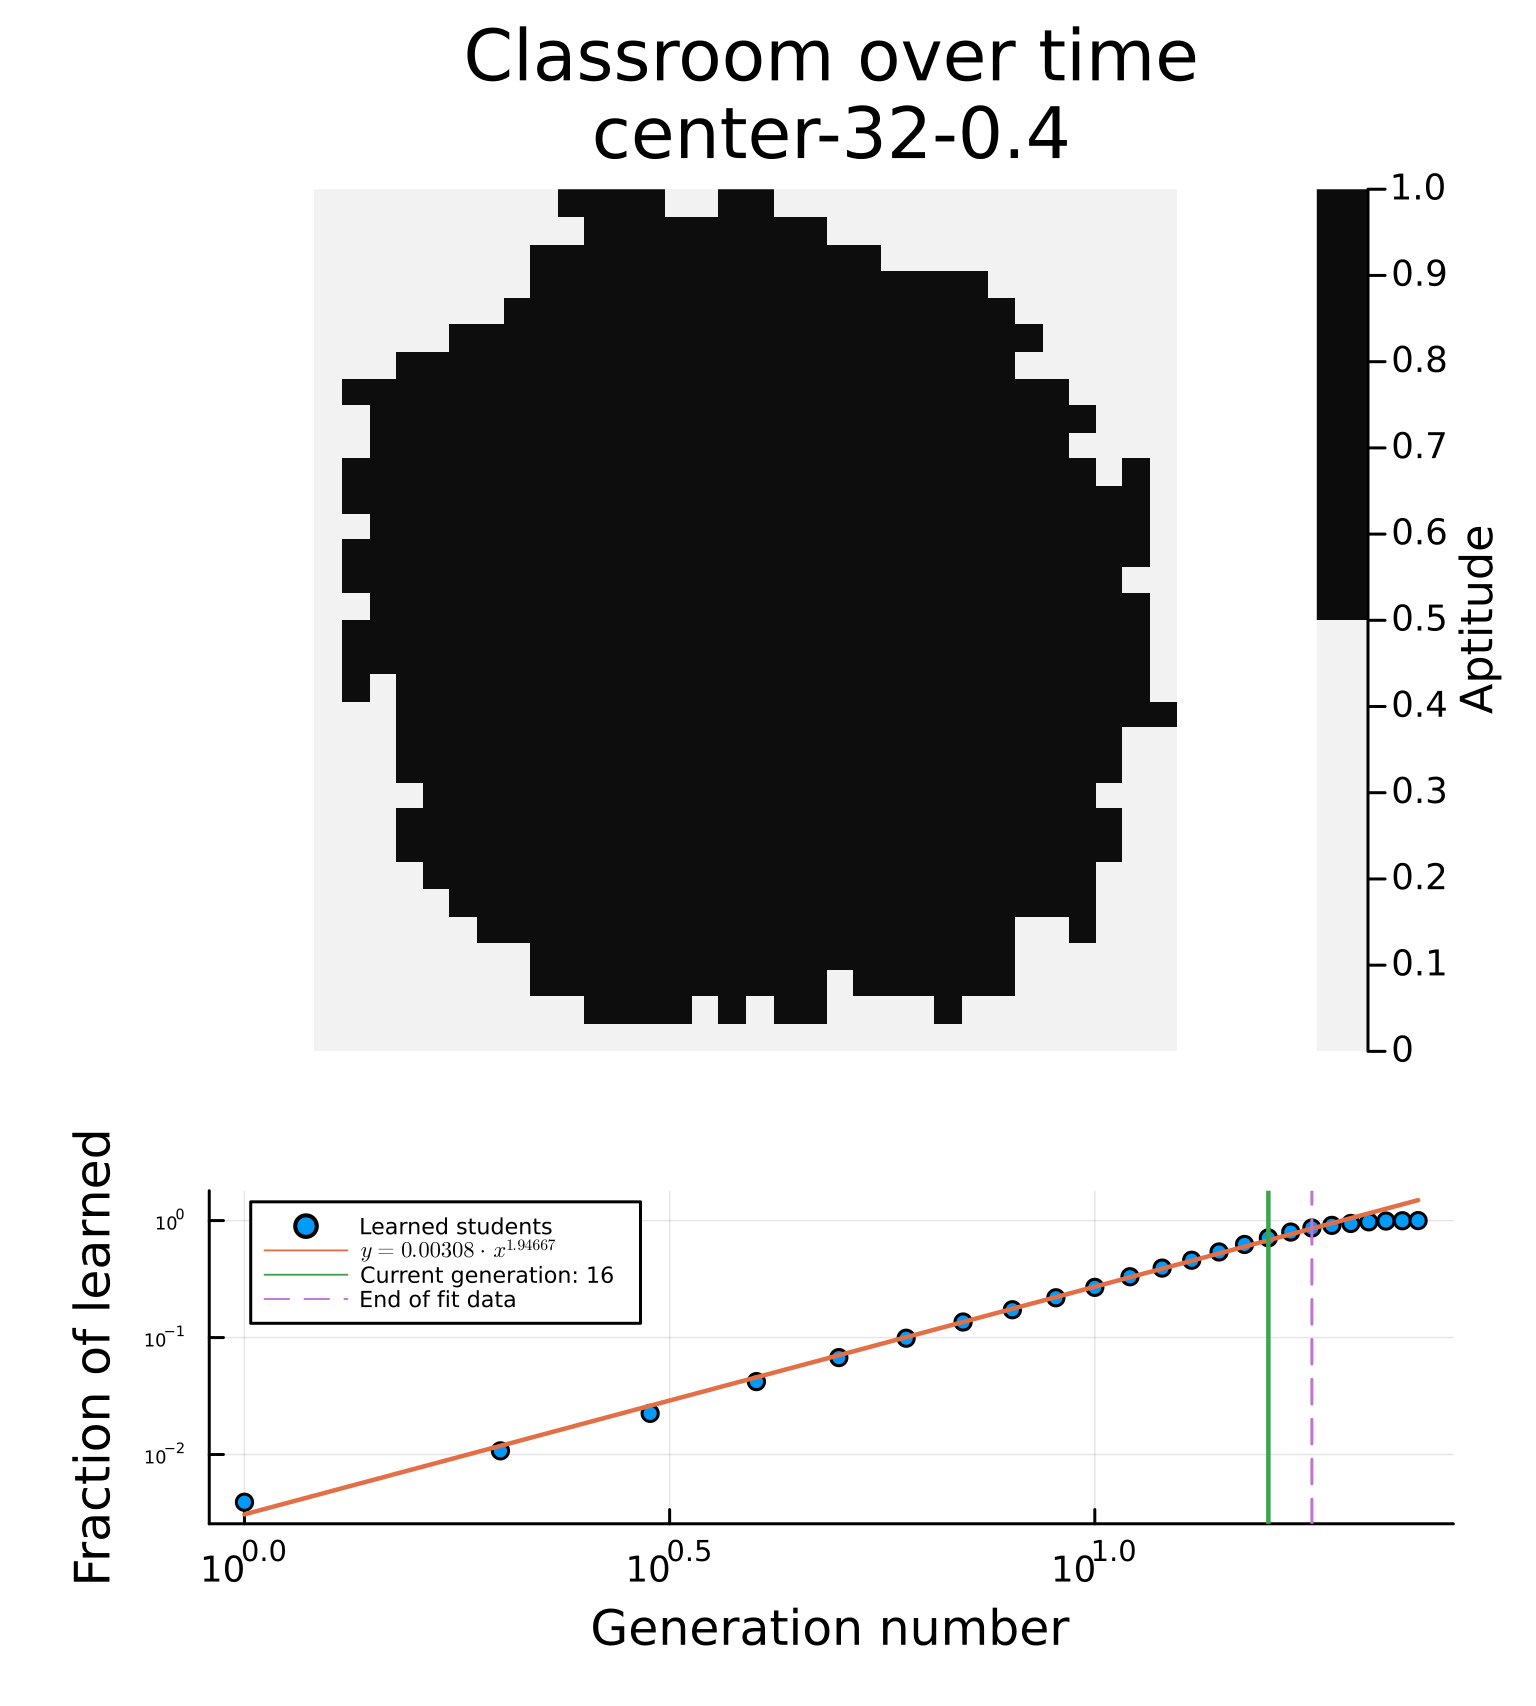 Classroom over time
center-32-0.4
1.0
0.9
0.8
0.7
0.6
0.5
0.4
0.3
0.2
0.1
0
Aptitude
Fraction of learned
10^0
10^−1
10^−2
Learned students
y = 0.00308 · x^1.94667
Current generation: 16
End of fit data
10^0.0
10^0.5
10^1.0
Generation number